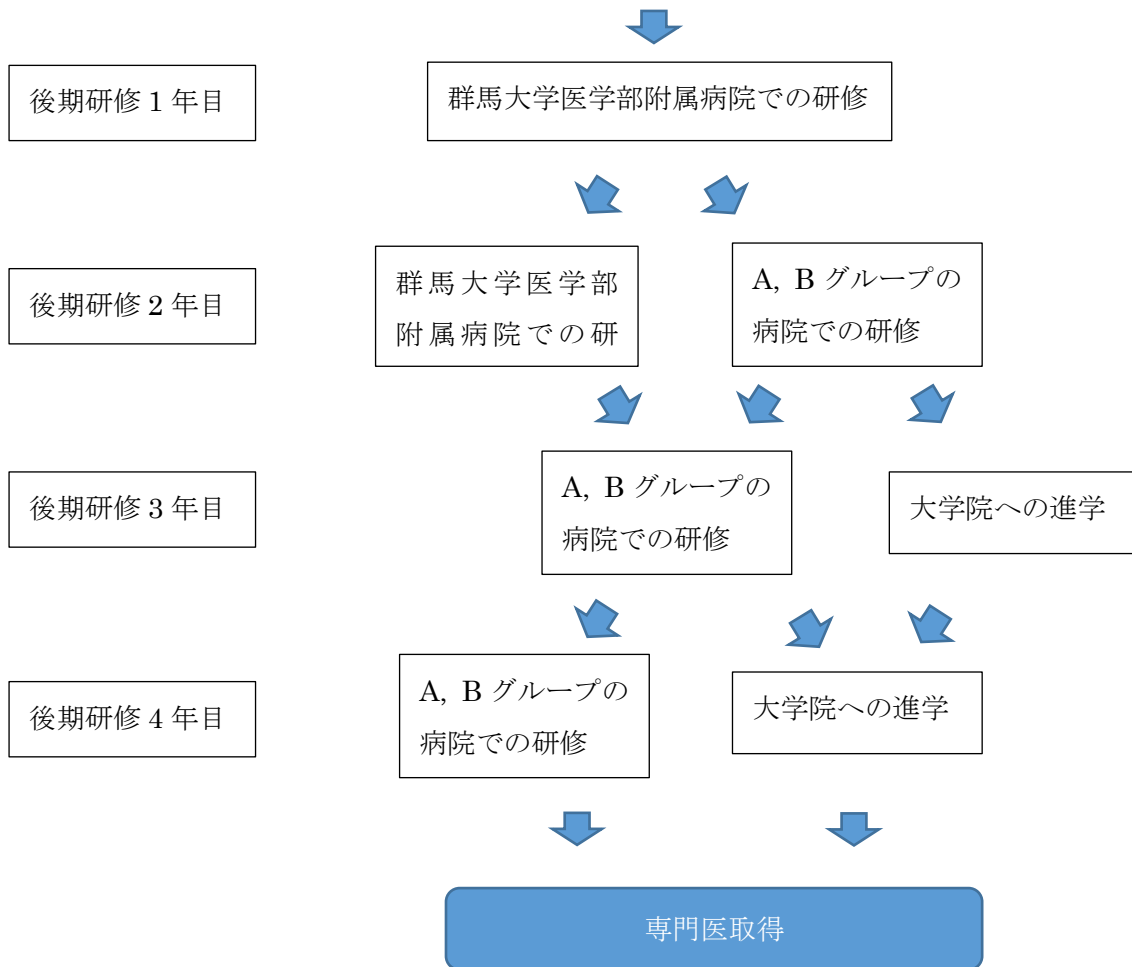 後期研修 1 年目
群馬大学医学部附属病院での研修
後期研修 2 年目
群馬大学医学部
附属病院での研
A, B グループの
病院での研修
後期研修 3 年目
A, B グループの
病院での研修
大学院への進学
後期研修 4 年目
A, B グループの
病院での研修
大学院への進学
専門医取得